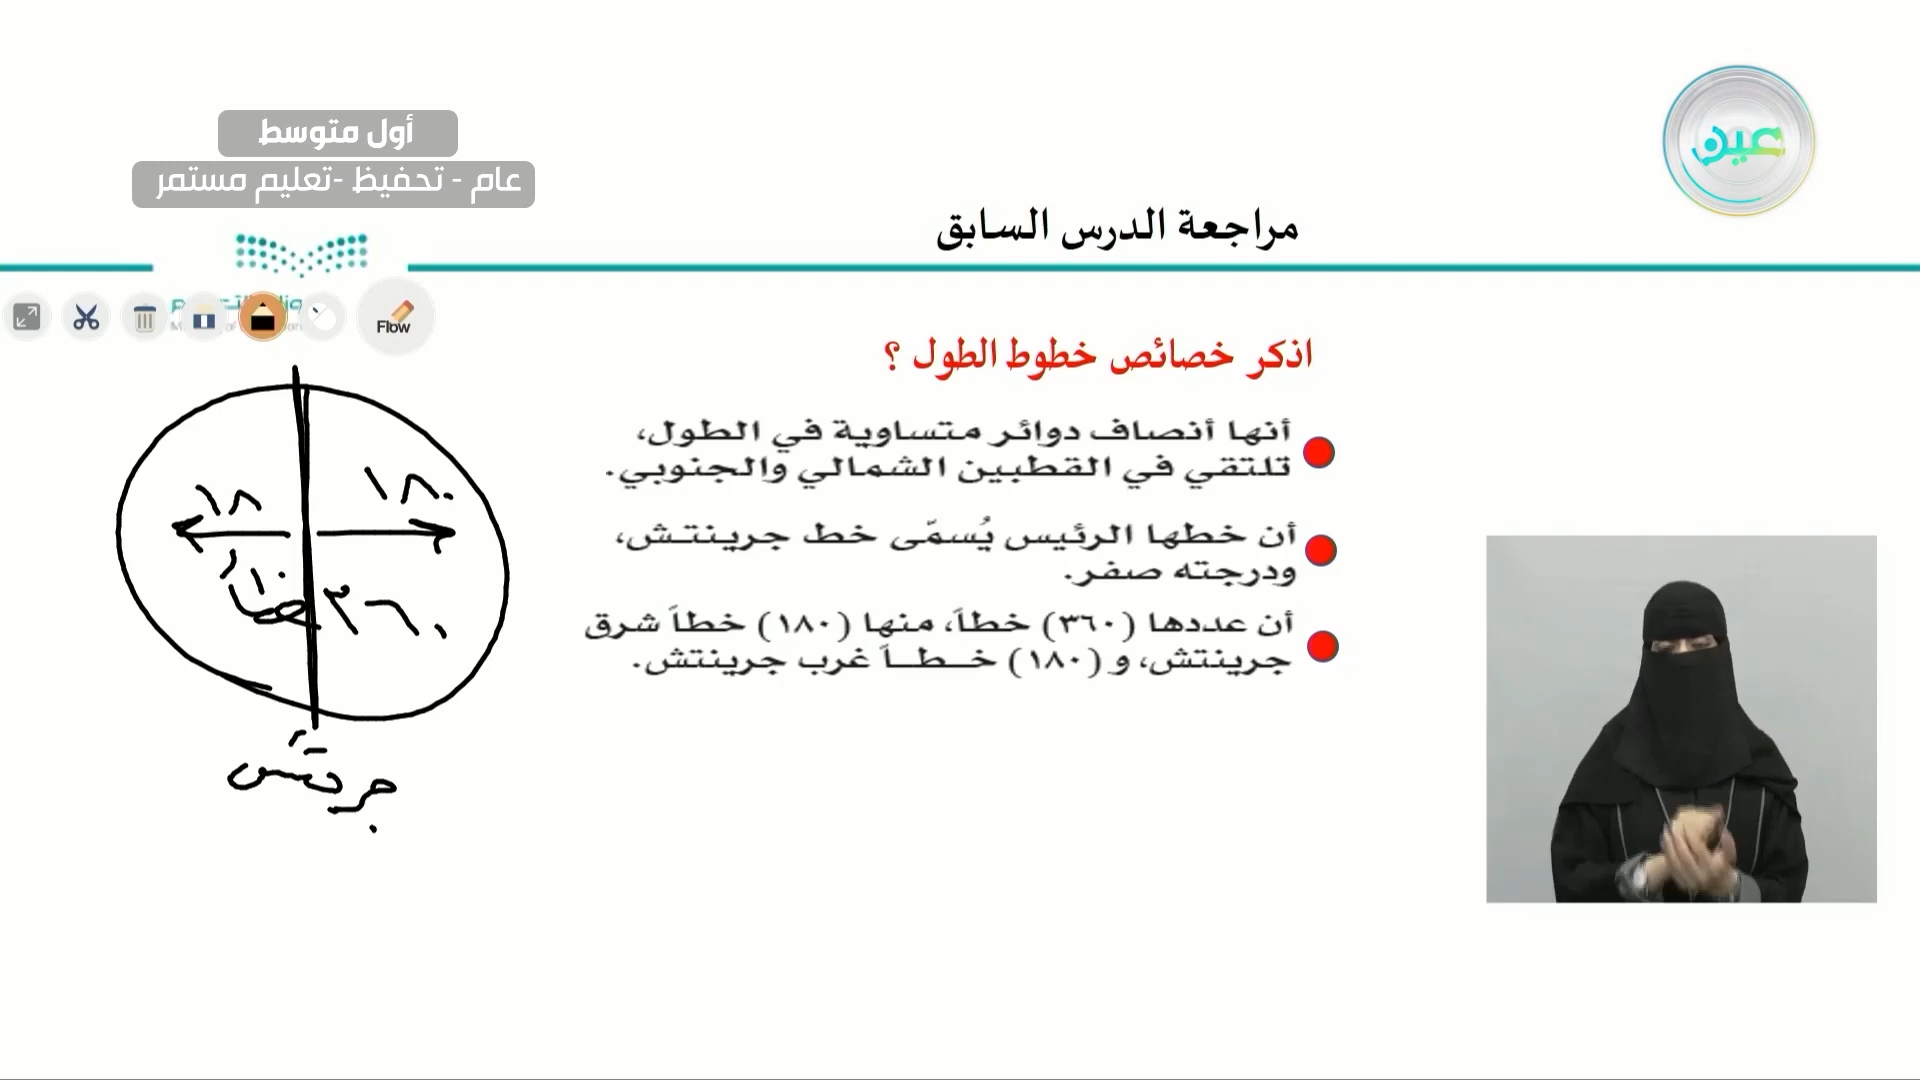 أول متوسط
عام - تحفيظ -تعليم مستمر
عين
مراجعة الدرس السابق
Flow
اذكر خصائص خطوط الطول ؟
أنها أنصاف دوائر متساوية في الطول،
تلتقي في القطبين الشمالي والجنوبي.
أن خطها الرئيس يُسمّى خط جرينتش،
ودرجته صفر.
أن عددها (٣٦٠) خطاً، منها (١٨٠) خطاً شرق
جرينتش، و (١٨٠) خطاً غرب جرينتش.
١٨٠
١٨
٣٦٠